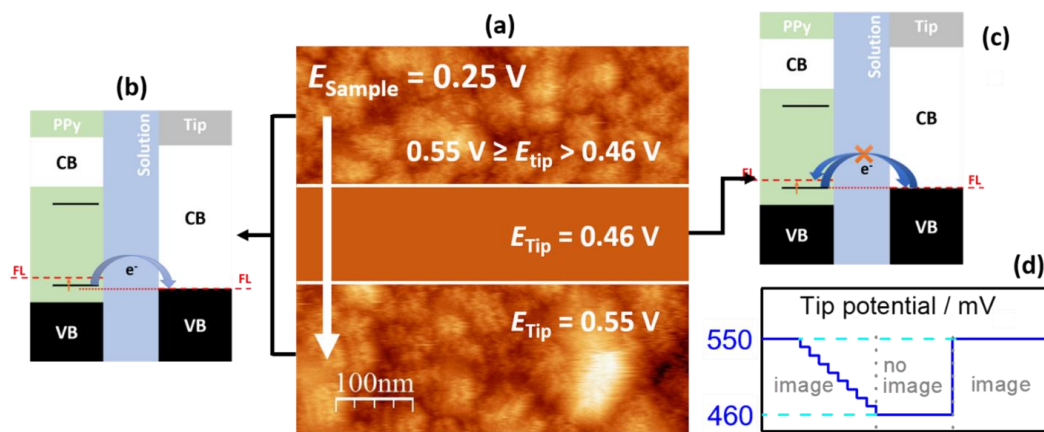 (a)
E_Sample = 0.25 V
0.55 V ≥ E_tip > 0.46 V
E_Tip = 0.46 V
E_Tip = 0.55 V
100nm
(b)
PPy
Solution
Tip
CB
CB
e-
FL
FL
VB
VB
(c)
PPy
Solution
Tip
CB
CB
e-
FL
FL
VB
VB
(d)
Tip potential / mV
550
460
image
no
image
image